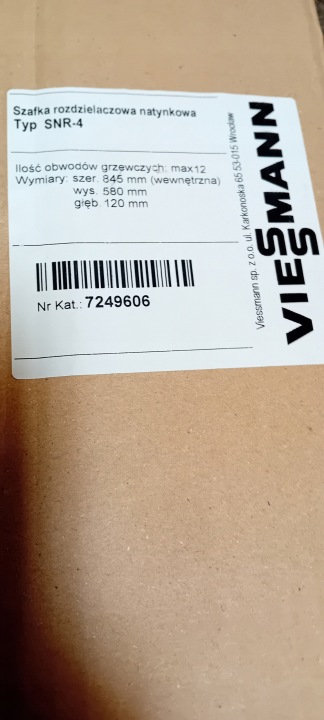 Szafka rozdzielaczowa natynkowa
Typ SNR-4
Ilość obwodów grzewczych: max12
Wymiary: szer. 845 mm (wewnętrzna)
wys. 580 mm
głęb. 120 mm
Nr Kat.: 7249606
Viessmann sp. z o.o. ul. Karkonoska 65 53-015 Wrocław
VIESSMANN